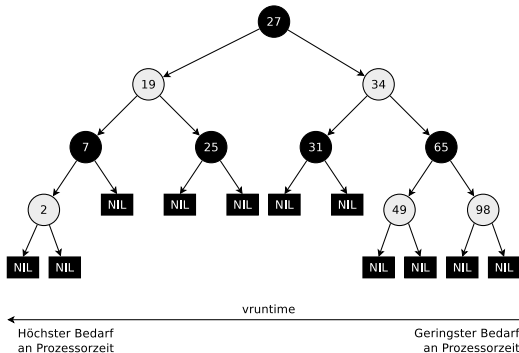 27
19 34
7 25 31 65
2 NIL NIL NIL NIL NIL 49 98
NIL NIL NIL NIL NIL NIL
vruntime
Höchster Bedarf
an Prozessorzeit
Geringster Bedarf
an Prozessorzeit